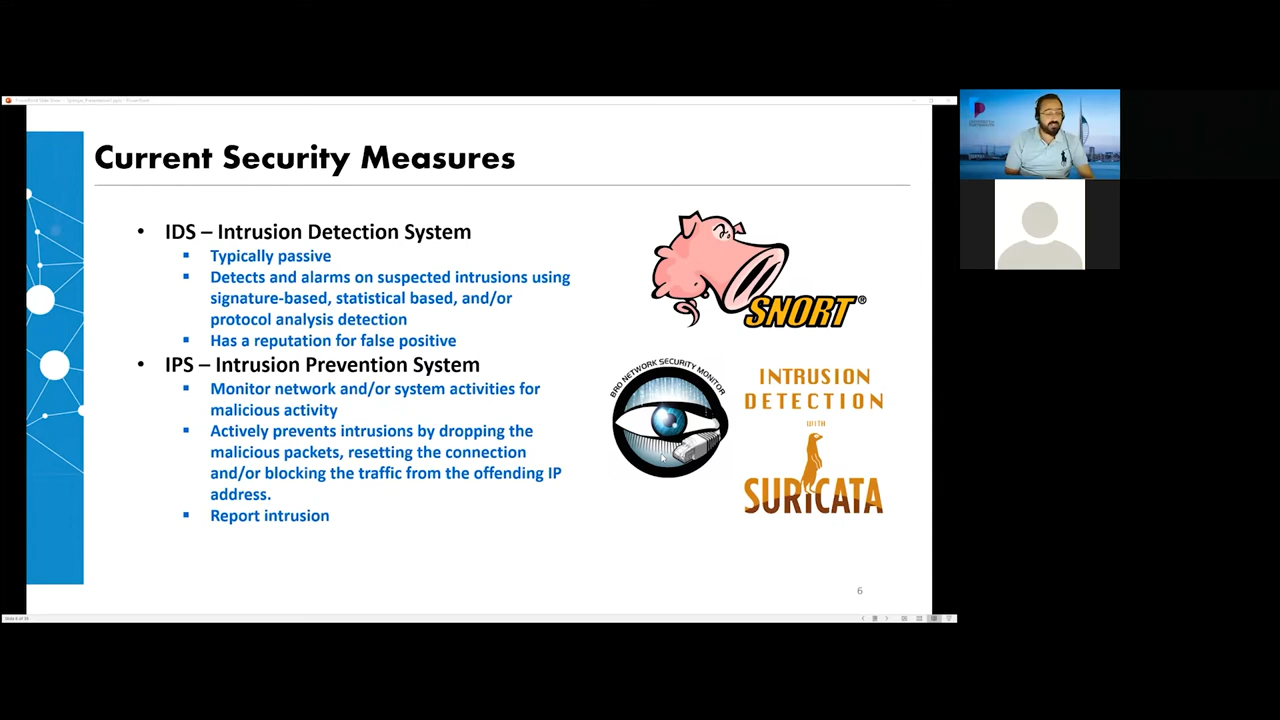 Current Security Measures
• IDS – Intrusion Detection System
▪ Typically passive
▪ Detects and alarms on suspected intrusions using
signature-based, statistical based, and/or
protocol analysis detection
▪ Has a reputation for false positive
• IPS – Intrusion Prevention System
▪ Monitor network and/or system activities for
malicious activity
▪ Actively prevents intrusions by dropping the
malicious packets, resetting the connection
and/or blocking the traffic from the offending IP
address.
▪ Report intrusion
SNORT®
BRO NETWORK SECURITY MONITOR
INTRUSION
DETECTION
WITH
SURICATA
6